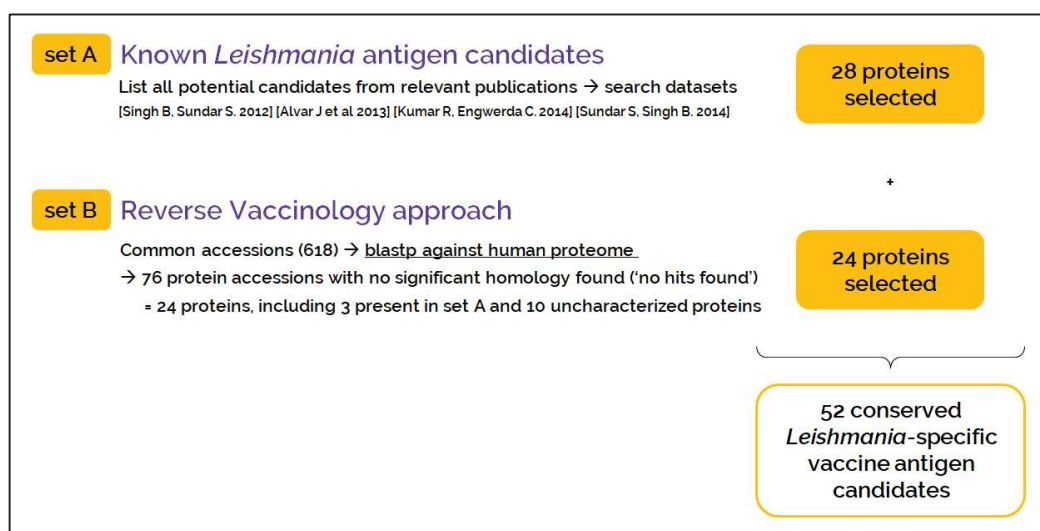 set A Known Leishmania antigen candidates
List all potential candidates from relevant publications → search datasets
[Singh B, Sundar S. 2012] [Alvar J et al 2013] [Kumar R, Engwerda C. 2014] [Sundar S, Singh B. 2014]
28 proteins
selected
+
set B Reverse Vaccinology approach
Common accessions (618) → blastp against human proteome
→ 76 protein accessions with no significant homology found (‘no hits found’)
= 24 proteins, including 3 present in set A and 10 uncharacterized proteins
24 proteins
selected
52 conserved
Leishmania-specific
vaccine antigen
candidates